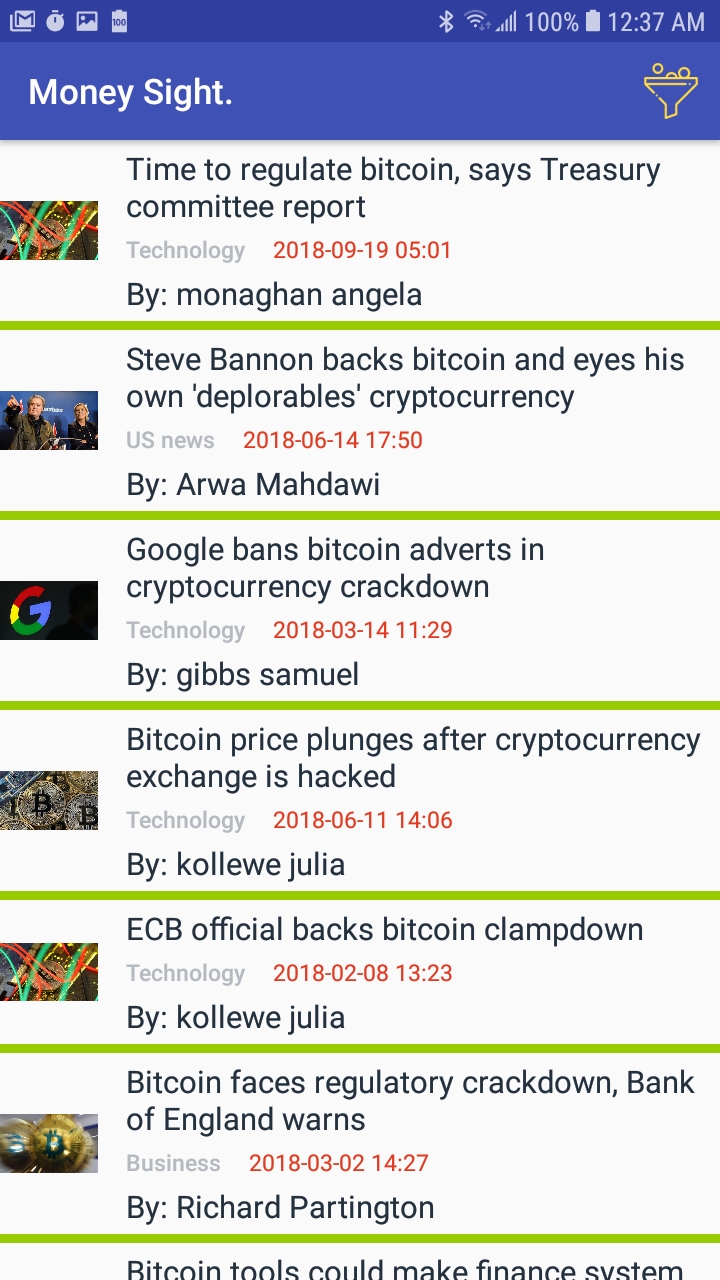 100
100%
12:37 AM
Money Sight.
Time to regulate bitcoin, says Treasury
committee report
Technology 2018-09-19 05:01
By: monaghan angela
Steve Bannon backs bitcoin and eyes his
own 'deplorables' cryptocurrency
US news 2018-06-14 17:50
By: Arwa Mahdawi
Google bans bitcoin adverts in
cryptocurrency crackdown
Technology 2018-03-14 11:29
By: gibbs samuel
Bitcoin price plunges after cryptocurrency
exchange is hacked
Technology 2018-06-11 14:06
By: kollewe julia
ECB official backs bitcoin clampdown
Technology 2018-02-08 13:23
By: kollewe julia
Bitcoin faces regulatory crackdown, Bank
of England warns
Business 2018-03-02 14:27
By: Richard Partington
Bitcoin tools could make finance system